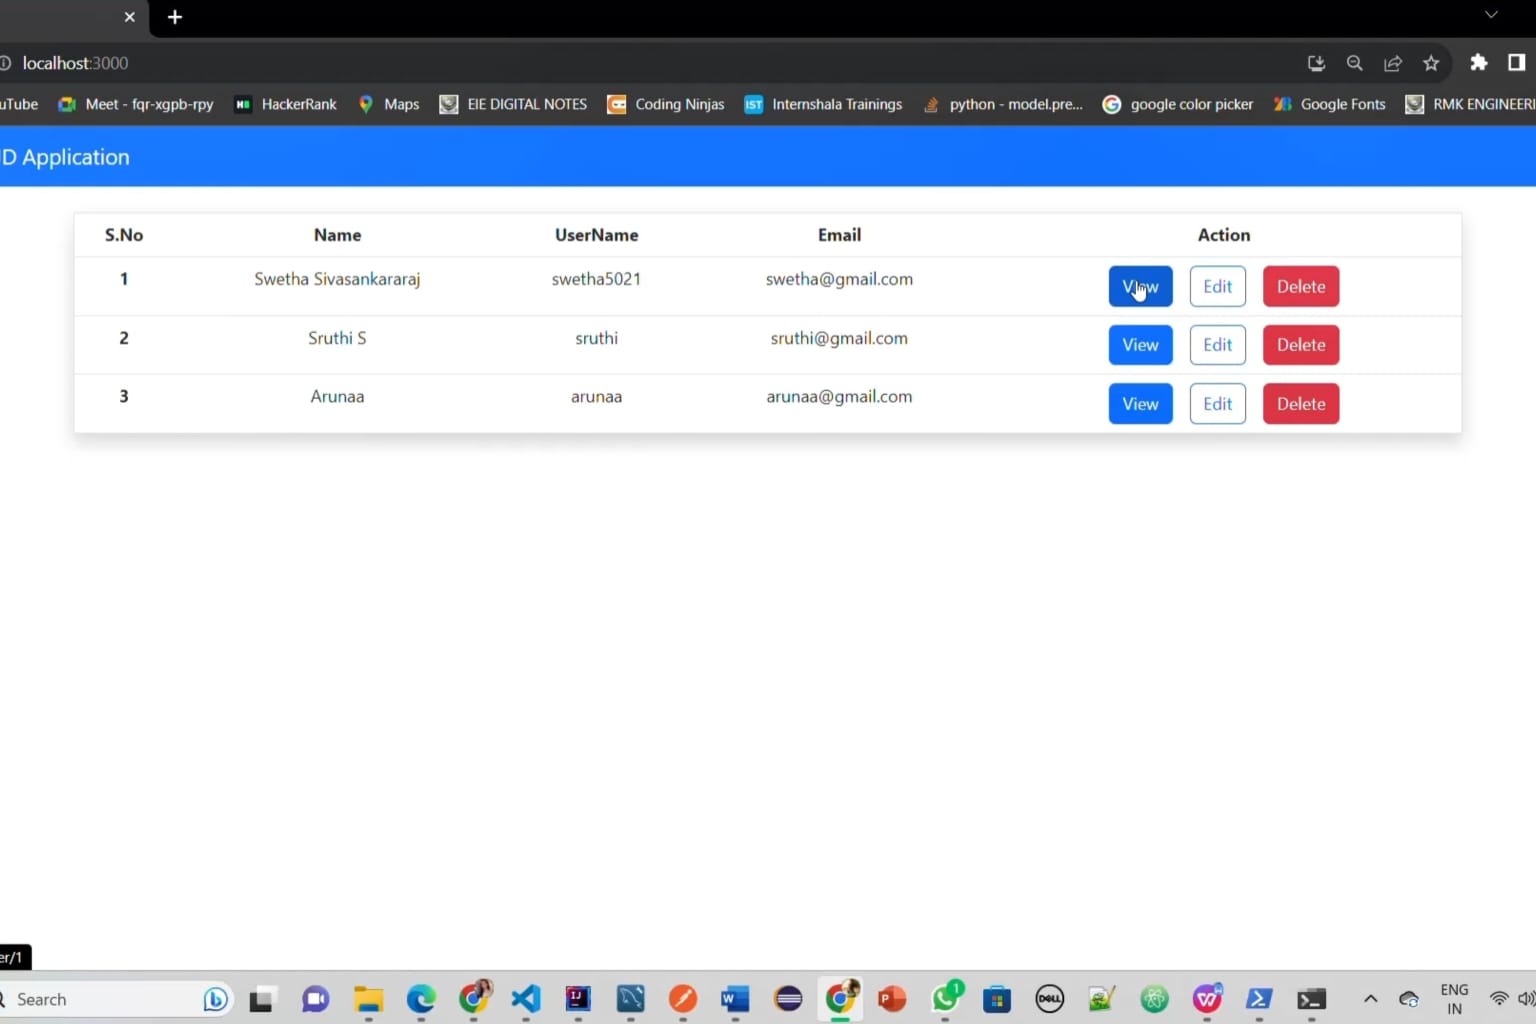 localhost:3000
uTube Meet - fqr-xgpb-rpy HackerRank Maps EIE DIGITAL NOTES Coding Ninjas IST Internshala Trainings python - model.pre... google color picker Google Fonts RMK ENGINEERI
D Application
S.No Name UserName Email Action
1 Swetha Sivasankararaj swetha5021 swetha@gmail.com View Edit Delete
2 Sruthi S sruthi sruthi@gmail.com View Edit Delete
3 Arunaa arunaa arunaa@gmail.com View Edit Delete
er/1
Search DELL 1 ENG
IN